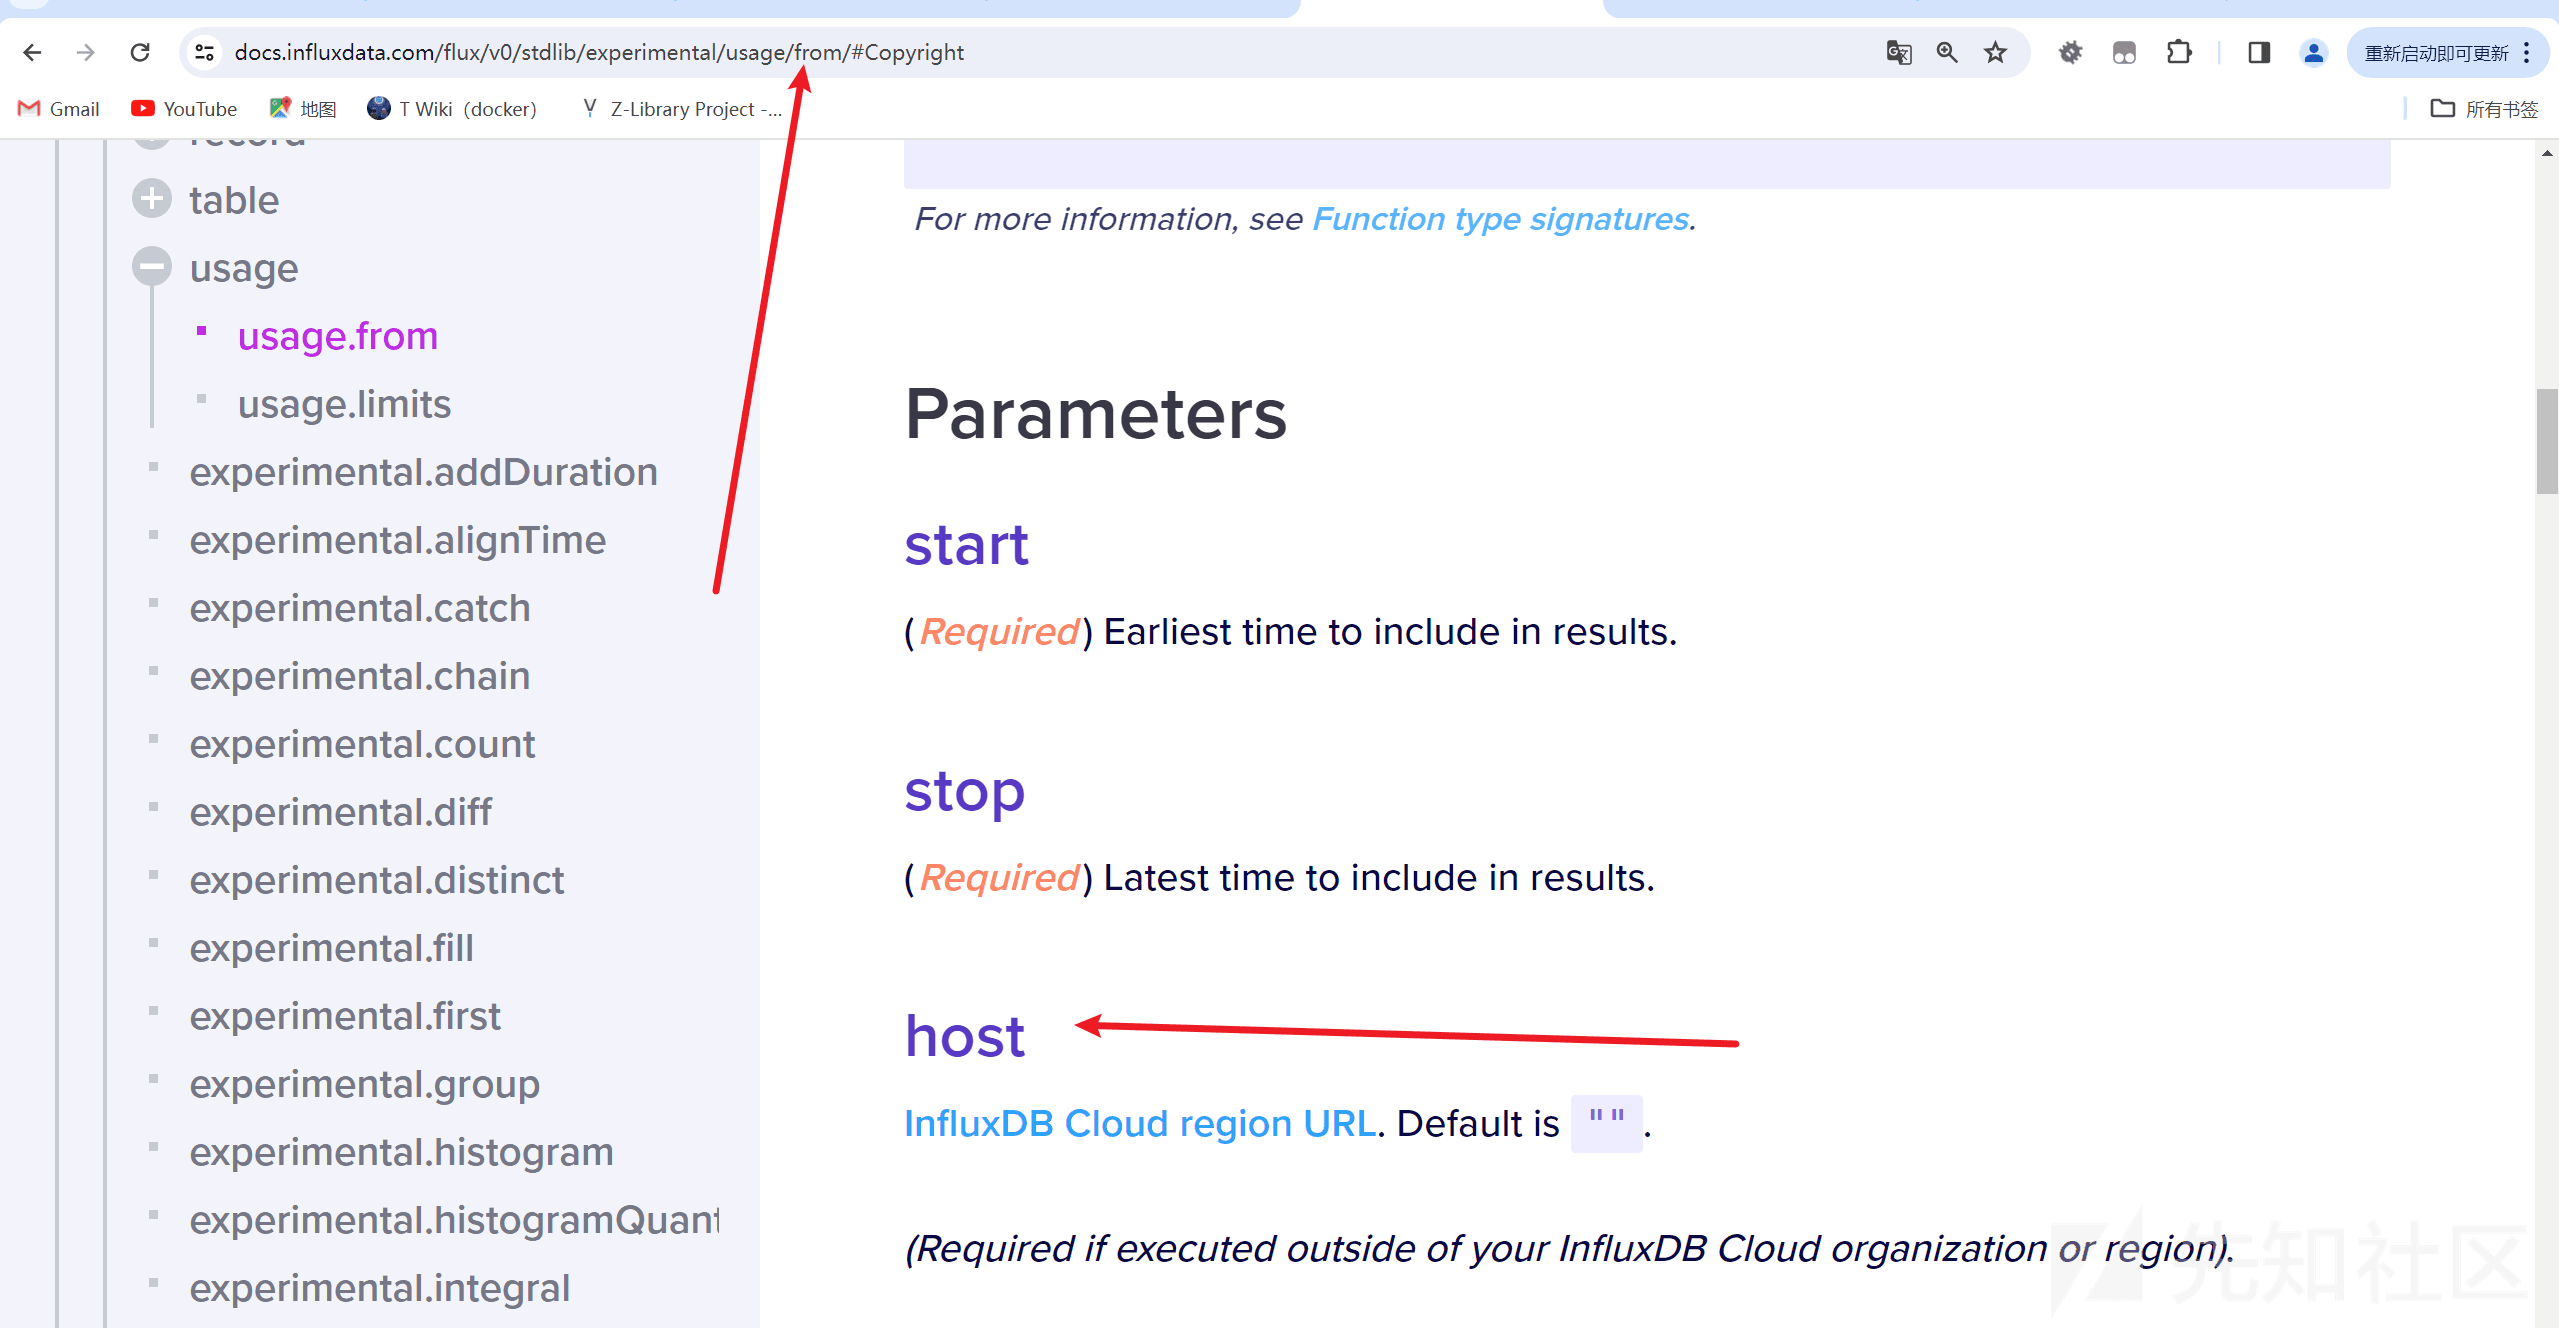 docs.influxdata.com/flux/v0/stdlib/experimental/usage/from/#Copyright
重新启动即可更新
Gmail
YouTube
地图
T Wiki（docker）
Z-Library Project -...
所有书签
record
table
usage
usage.from
usage.limits
experimental.addDuration
experimental.alignTime
experimental.catch
experimental.chain
experimental.count
experimental.diff
experimental.distinct
experimental.fill
experimental.first
experimental.group
experimental.histogram
experimental.histogramQuant
experimental.integral
For more information, see Function type signatures.
Parameters
start
(Required) Earliest time to include in results.
stop
(Required) Latest time to include in results.
host
InfluxDB Cloud region URL. Default is "".
(Required if executed outside of your InfluxDB Cloud organization or region).
先知社区